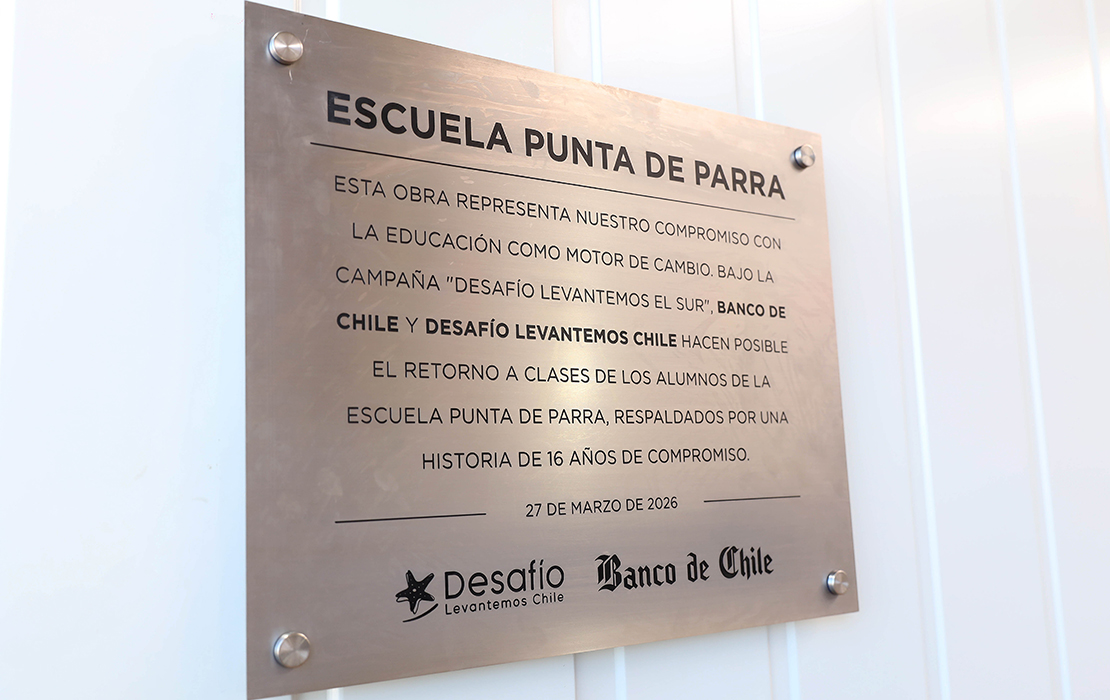 ESCUELA PUNTA DE PARRA
ESTA OBRA REPRESENTA NUESTRO COMPROMISO CON
LA EDUCACIÓN COMO MOTOR DE CAMBIO. BAJO LA
CAMPAÑA "DESAFÍO LEVANTEMOS EL SUR", BANCO DE
CHILE Y DESAFÍO LEVANTEMOS CHILE HACEN POSIBLE
EL RETORNO A CLASES DE LOS ALUMNOS DE LA
ESCUELA PUNTA DE PARRA, RESPALDADOS POR UNA
HISTORIA DE 16 AÑOS DE COMPROMISO.
27 DE MARZO DE 2026
Desafío
Levantemos Chile
Banco de Chile